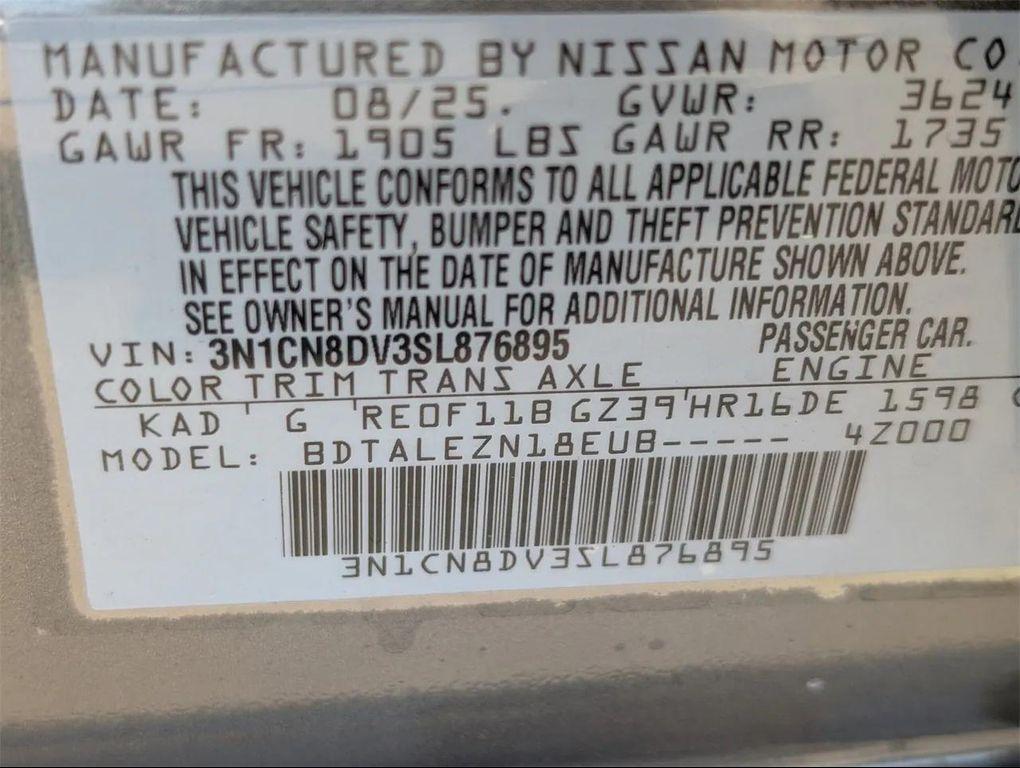 MANUFACTURED BY NISSAN MOTOR CO
DATE: 08/25. GVWR: 3624
GAWR FR: 1905 LBS GAWR RR: 1735
THIS VEHICLE CONFORMS TO ALL APPLICABLE FEDERAL MOTO
VEHICLE SAFETY, BUMPER AND THEFT PREVENTION STANDARD
IN EFFECT ON THE DATE OF MANUFACTURE SHOWN ABOVE.
SEE OWNER'S MANUAL FOR ADDITIONAL INFORMATION.
VIN: 3N1CN8DV3SL876895 PASSENGER CAR.
COLOR TRIM TRANS AXLE ENGINE
KAD ' G 'RE0F11B GZ39'HR16DE 1598
MODEL: BDTALEZN18EUB----- 4Z000
3N1CN8DV3SL876895